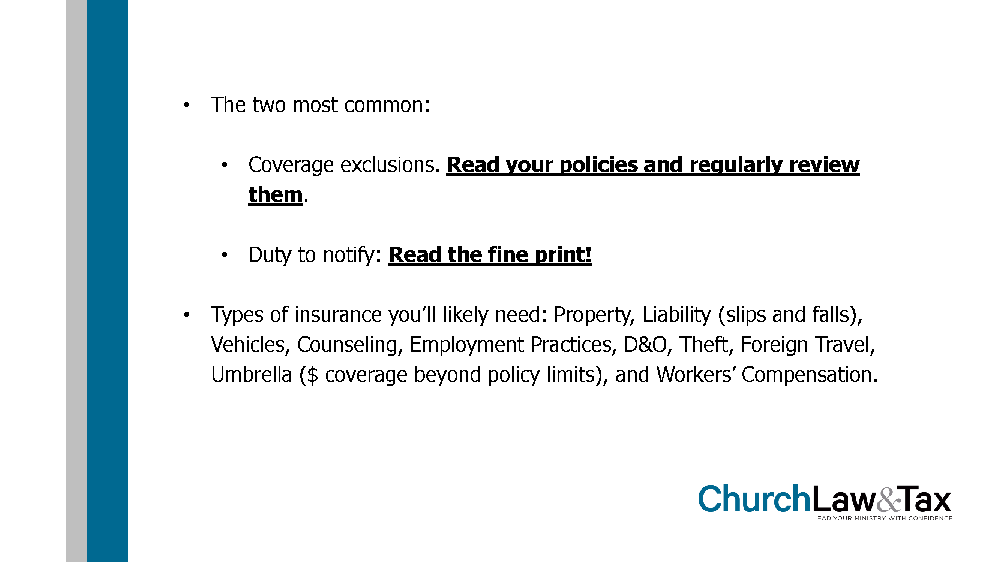 • The two most common:
• Coverage exclusions. Read your policies and regularly review
them.
• Duty to notify: Read the fine print!
• Types of insurance you’ll likely need: Property, Liability (slips and falls),
Vehicles, Counseling, Employment Practices, D&O, Theft, Foreign Travel,
Umbrella ($ coverage beyond policy limits), and Workers’ Compensation.
ChurchLaw&Tax
LEAD YOUR MINISTRY WITH CONFIDENCE